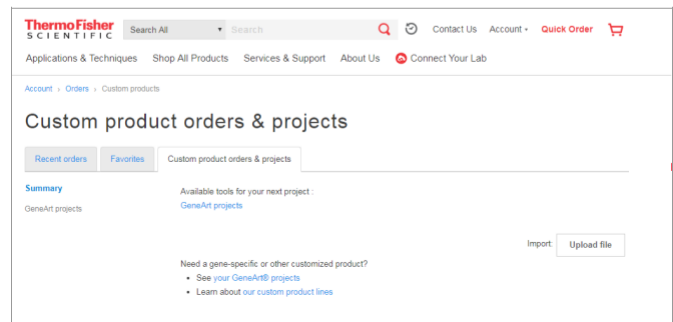 ThermoFisher
SCIENTIFIC
Search All
Search
Contact Us
Account
Quick Order
Applications & Techniques
Shop All Products
Services & Support
About Us
Connect Your Lab
Account › Orders › Custom products
Custom product orders & projects
Recent orders
Favorites
Custom product orders & projects
Summary
GeneArt projects
Available tools for your next project :
GeneArt projects
Import:
Upload file
Need a gene-specific or other customized product?
• See your GeneArt® projects
• Learn about our custom product lines